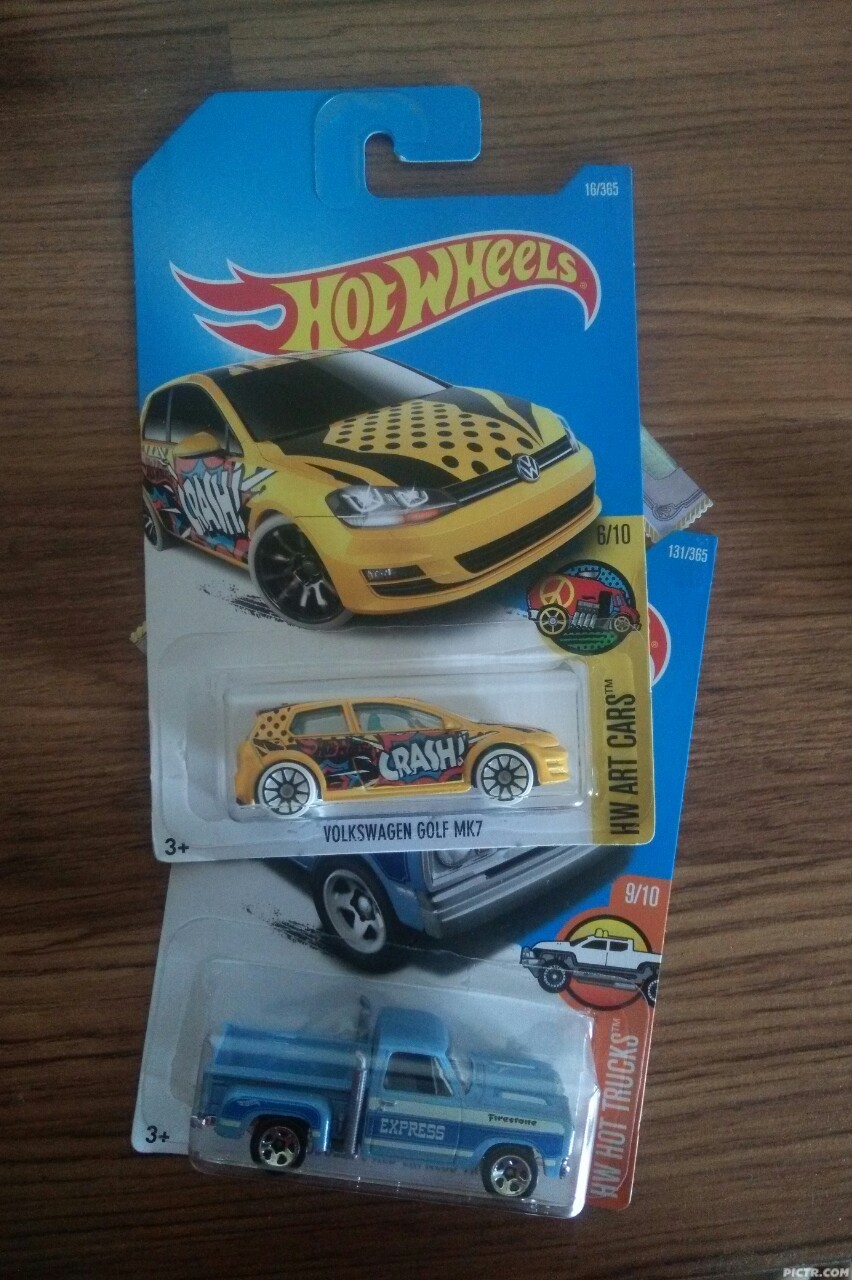 16/365
HOT WHEELS
CRASH!
6/10
131/365
CRASH!
HW ART CARS™
VOLKSWAGEN GOLF MK7
3+
9/10
EXPRESS
Firestone
HW HOT TRUCKS™
3+
PICTR.COM